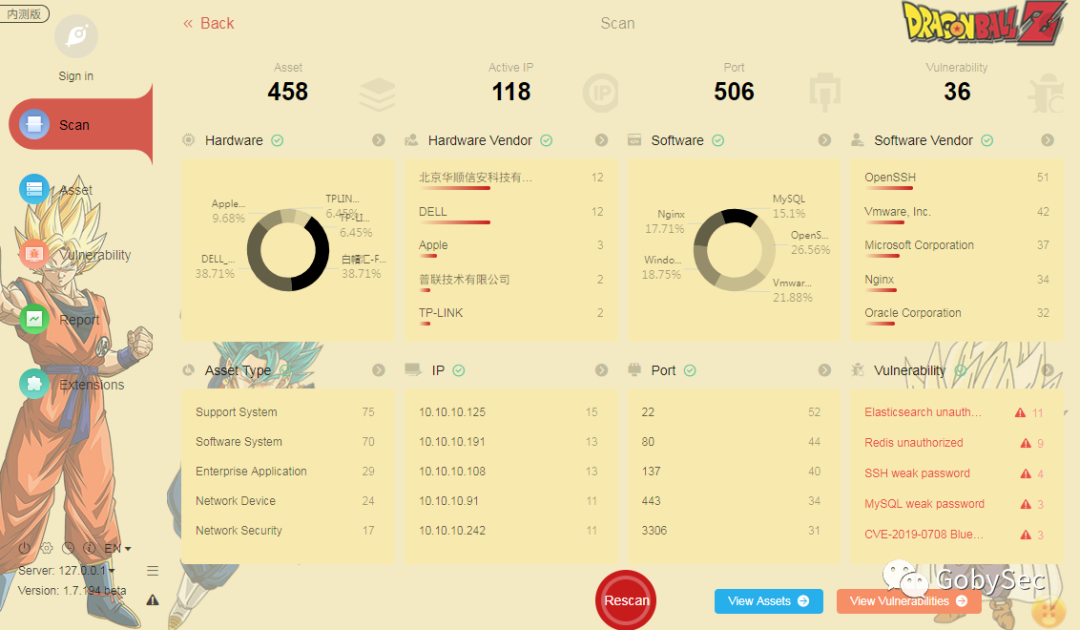 内测版
« Back
Scan
DRAGONBALL Z
Sign in
Scan
Asset
Vulnerability
Report
Extensions
EN
Server: 127.0.0.1
Version: 1.7.194 beta
Asset
458
Active IP
118
IP
Port
506
Vulnerability
36
Hardware
Apple...
9.68%
TPLIN...
6.45%
TP-LI...
6.45%
DELL_...
38.71%
白帽汇-F...
38.71%
Hardware Vendor
北京华顺信安科技有... 12
DELL 12
Apple 3
普联技术有限公司 2
TP-LINK 2
Software
MySQL
15.1%
Nginx
17.71%
OpenS...
26.56%
Windo...
18.75%
Vmwar...
21.88%
Software Vendor
OpenSSH 51
Vmware, Inc. 42
Microsoft Corporation 37
Nginx 34
Oracle Corporation 32
Asset Type
Support System 75
Software System 70
Enterprise Application 29
Network Device 24
Network Security 17
IP
10.10.10.125 15
10.10.10.191 13
10.10.10.108 13
10.10.10.91 11
10.10.10.242 11
Port
22 52
80 44
137 40
443 34
3306 31
Vulnerability
Elasticsearch unauth... 11
Redis unauthorized 9
SSH weak password 4
MySQL weak password 3
CVE-2019-0708 Blue... 3
Rescan
View Assets
View Vulnerabilities
GobySec